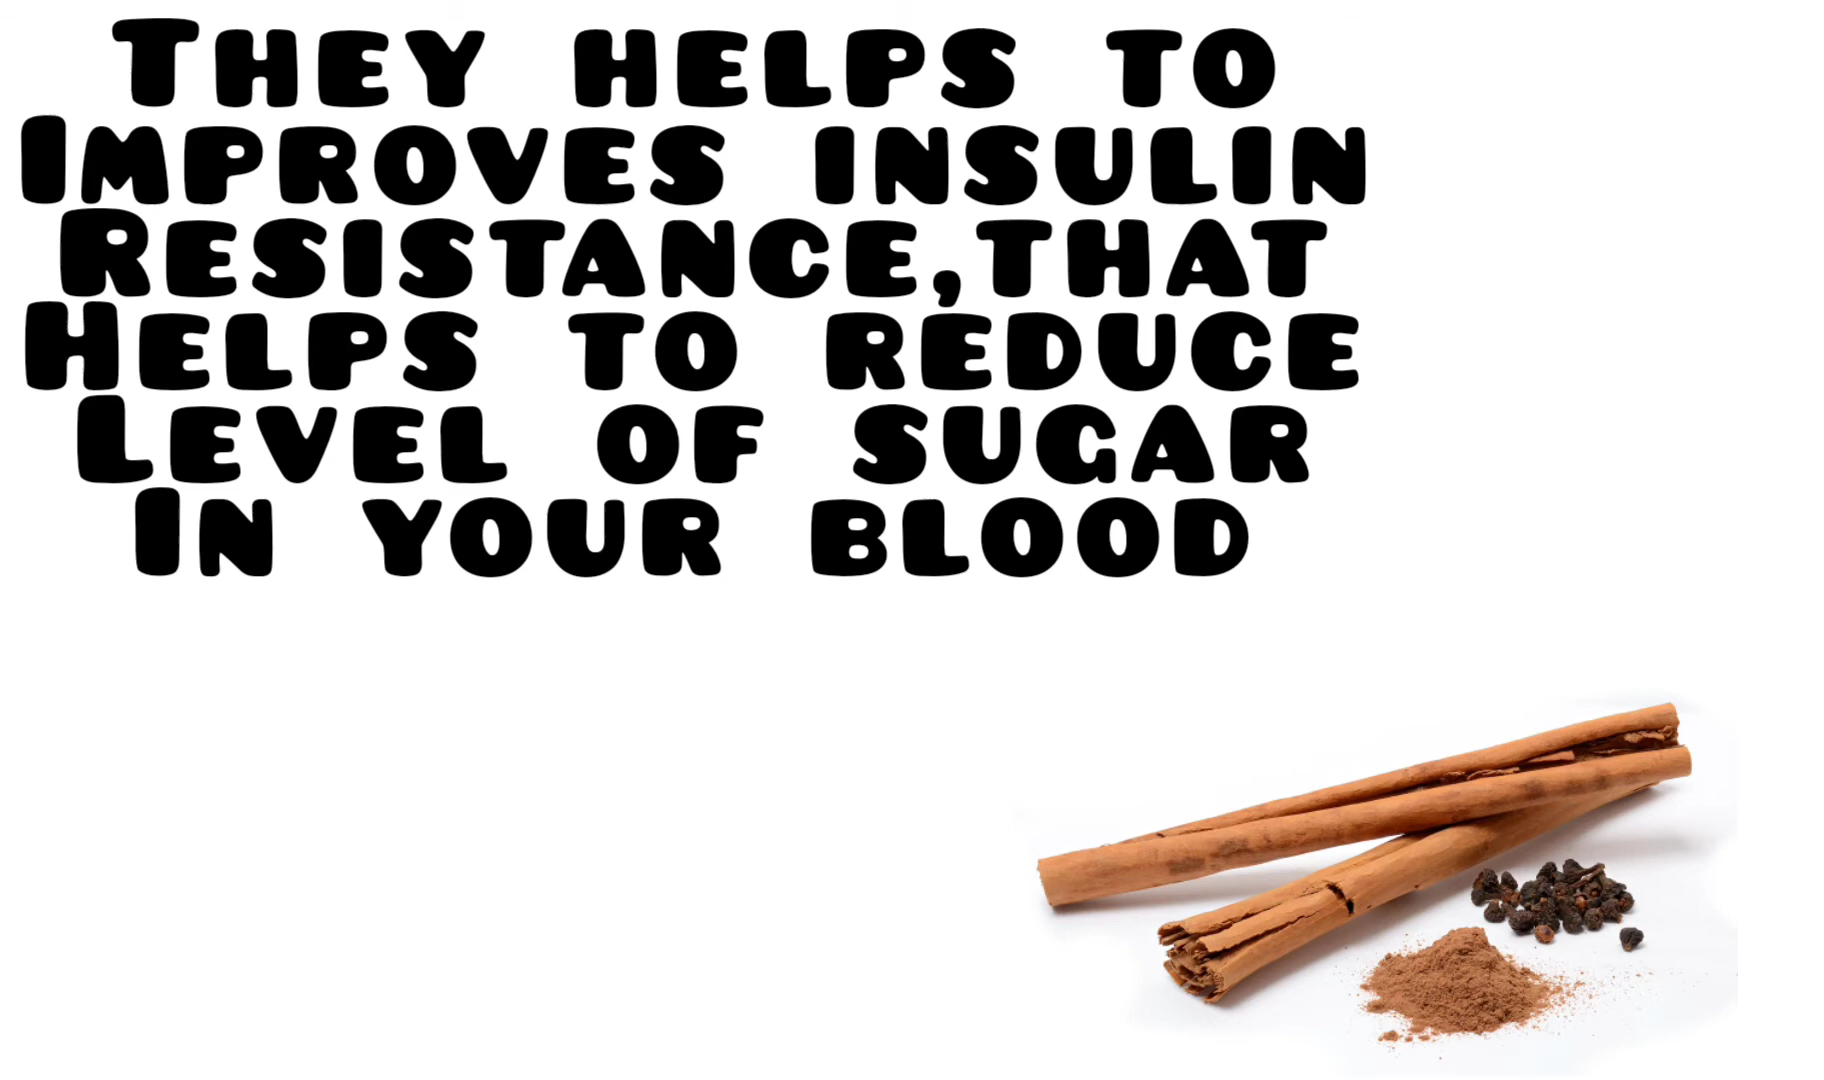 They helps to
Improves insulin
Resistance,that
Helps to reduce
Level of sugar
In your blood